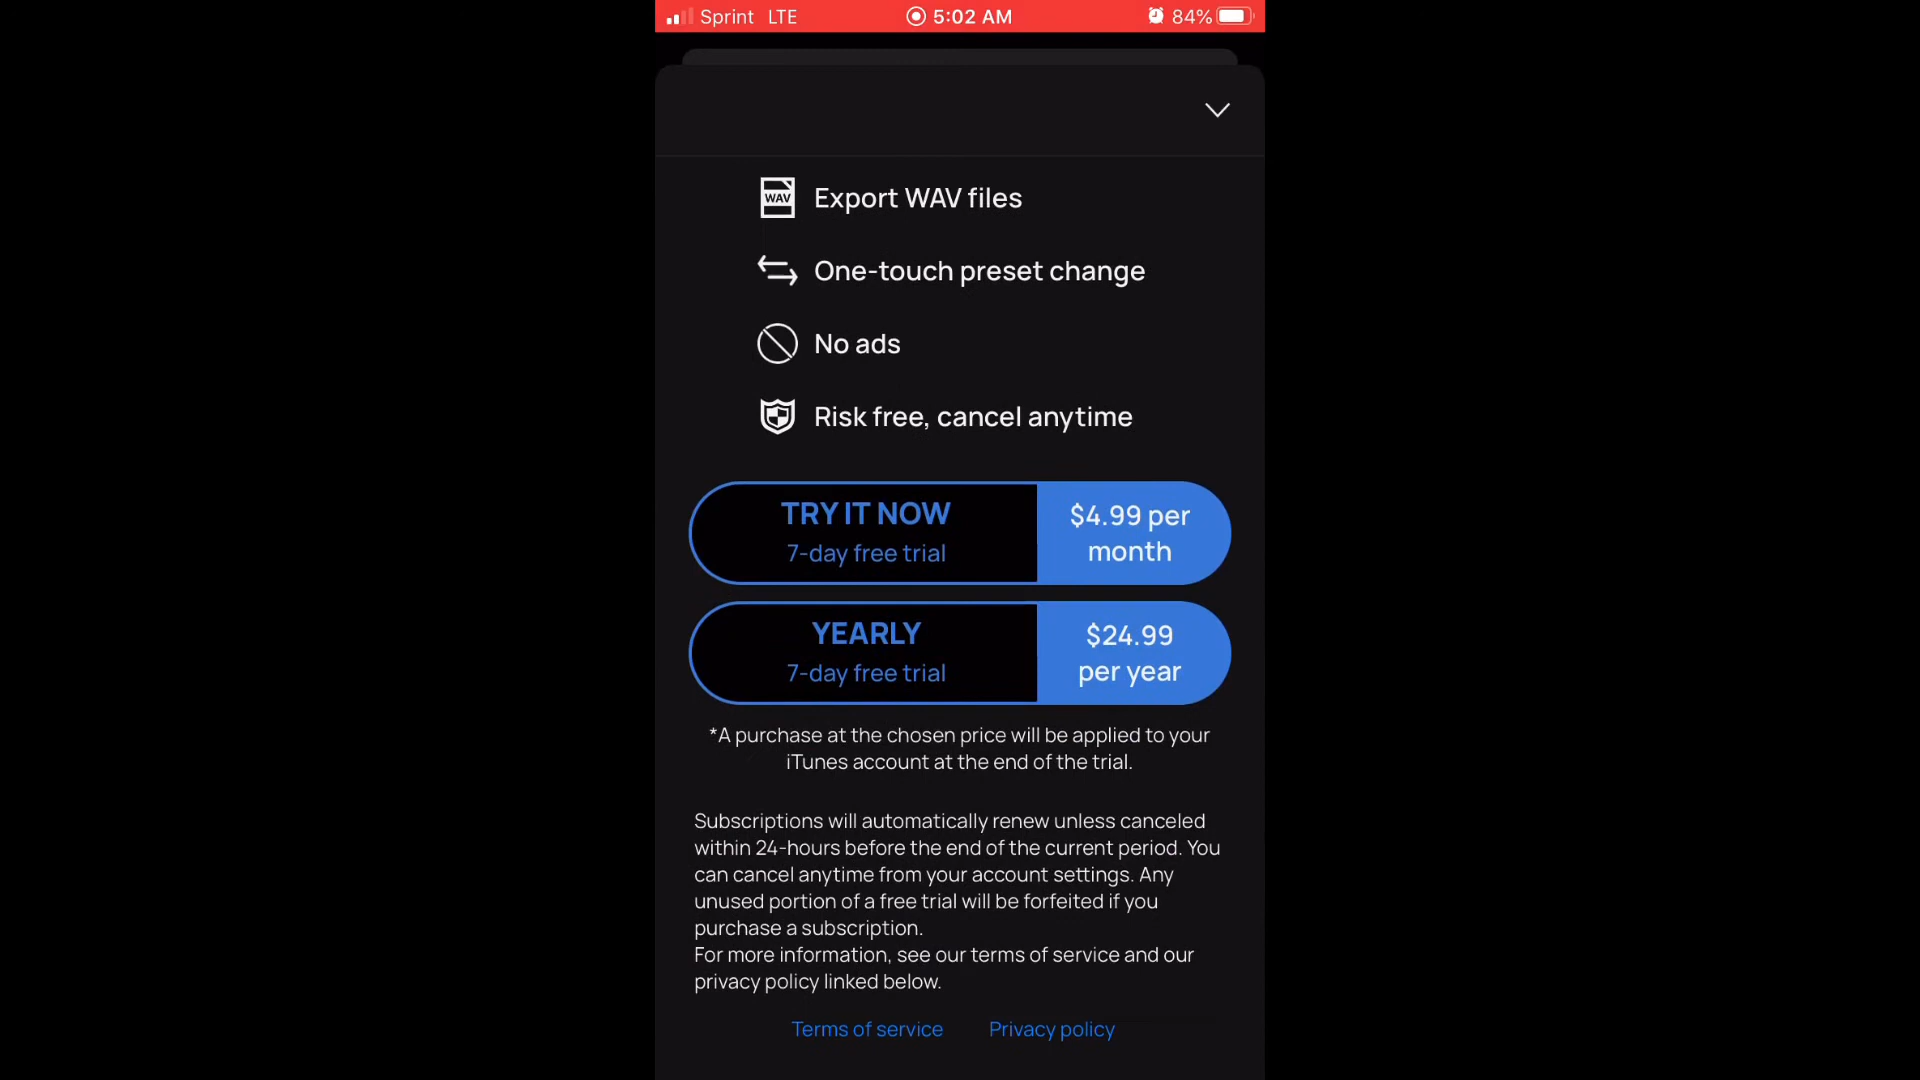 Sprint LTE 5:02 AM 84%
WAV Export WAV files
One-touch preset change
No ads
Risk free, cancel anytime
TRY IT NOW
7-day free trial
$4.99 per
month
YEARLY
7-day free trial
$24.99
per year
*A purchase at the chosen price will be applied to your
iTunes account at the end of the trial.
Subscriptions will automatically renew unless canceled
within 24-hours before the end of the current period. You
can cancel anytime from your account settings. Any
unused portion of a free trial will be forfeited if you
purchase a subscription.
For more information, see our terms of service and our
privacy policy linked below.
Terms of service Privacy policy